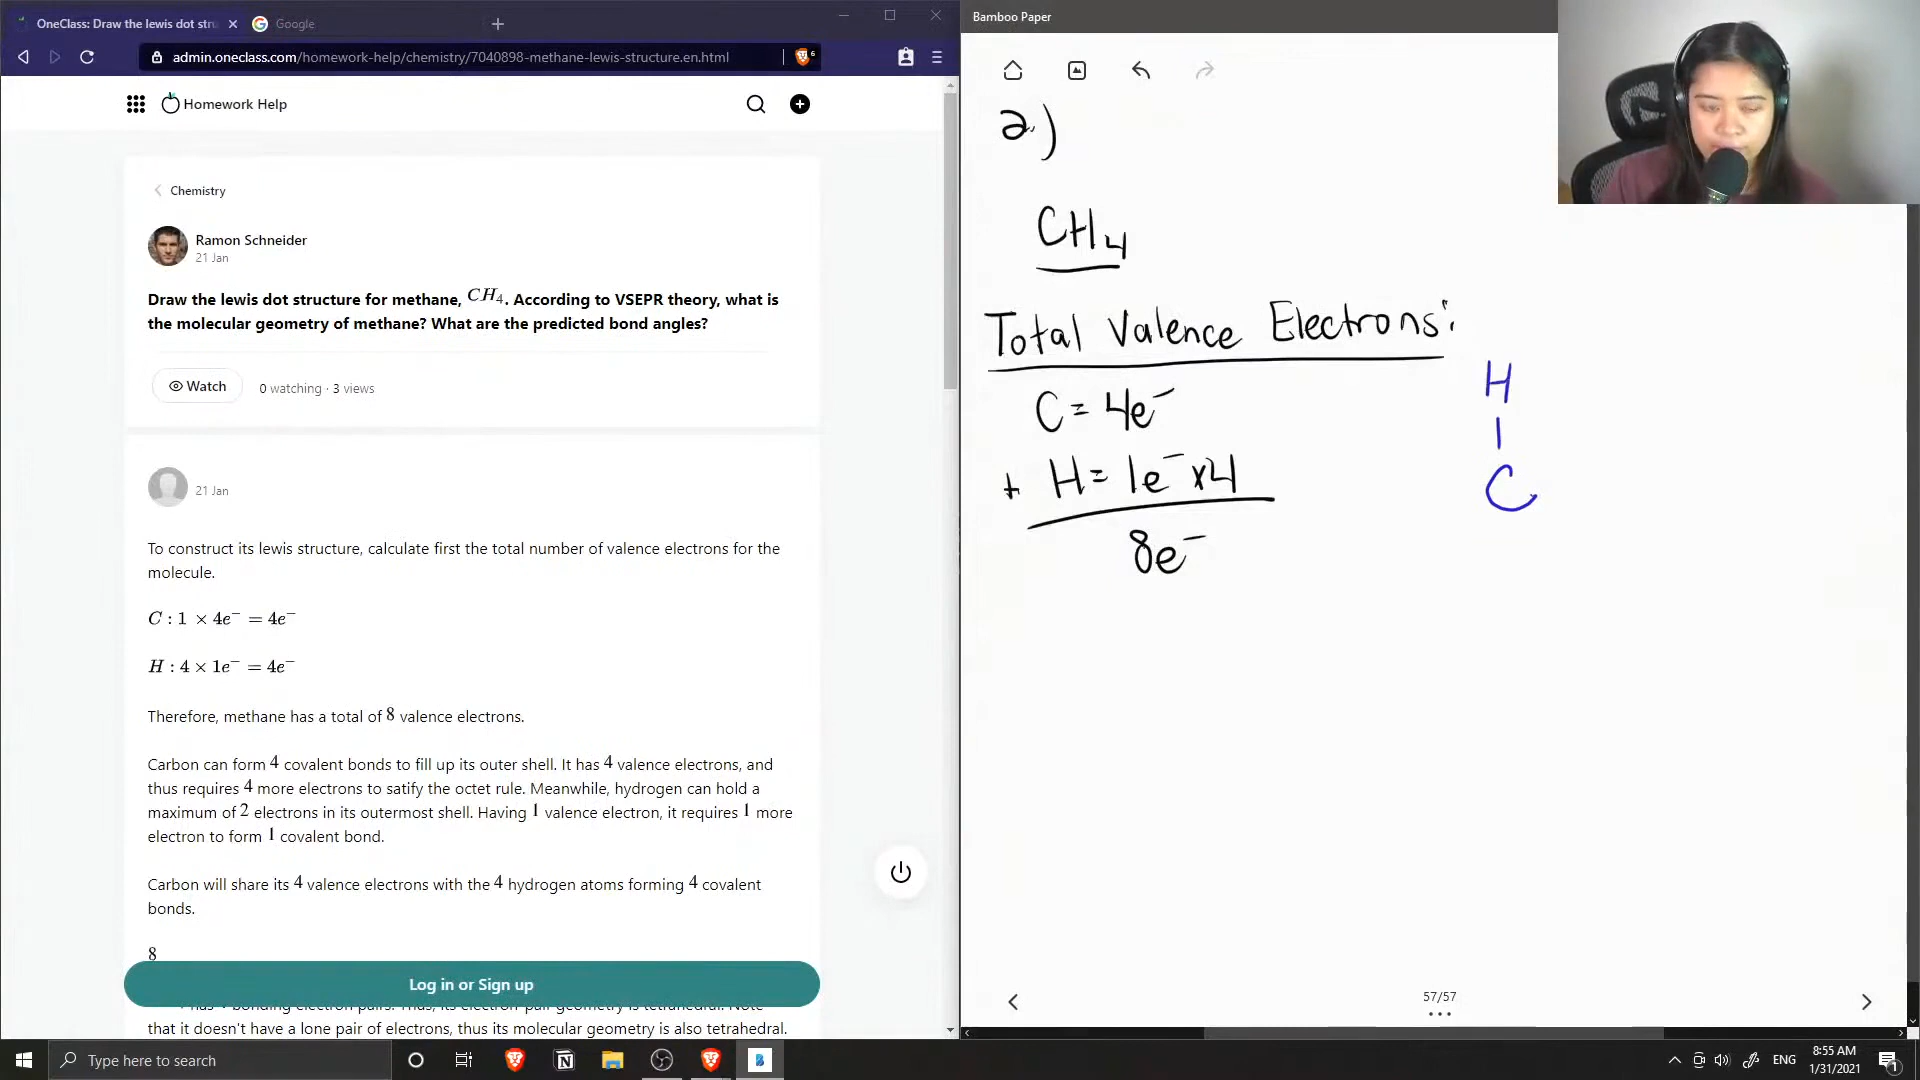 OneClass: Draw the lewis dot stru
Google
admin.oneclass.com/homework-help/chemistry/7040898-methane-lewis-structure.en.html
6
Homework Help
Chemistry
Ramon Schneider
21 Jan
Draw the lewis dot structure for methane, CH₄. According to VSEPR theory, what is
the molecular geometry of methane? What are the predicted bond angles?
Watch
0 watching · 3 views
21 Jan
To construct its lewis structure, calculate first the total number of valence electrons for the
molecule.
C : 1 × 4e⁻ = 4e⁻
H : 4 × 1e⁻ = 4e⁻
Therefore, methane has a total of 8 valence electrons.
Carbon can form 4 covalent bonds to fill up its outer shell. It has 4 valence electrons, and
thus requires 4 more electrons to satify the octet rule. Meanwhile, hydrogen can hold a
maximum of 2 electrons in its outermost shell. Having 1 valence electron, it requires 1 more
electron to form 1 covalent bond.
Carbon will share its 4 valence electrons with the 4 hydrogen atoms forming 4 covalent
bonds.
8
Log in or Sign up
that it doesn't have a lone pair of electrons, thus its molecular geometry is also tetrahedral.
Bamboo Paper
2.)
CH₄
Total Valence Electrons:
C = 4e⁻
+ H = 1e⁻ x4
8e⁻
H
C
57/57
Type here to search
ENG
8:55 AM
1/31/2021
1